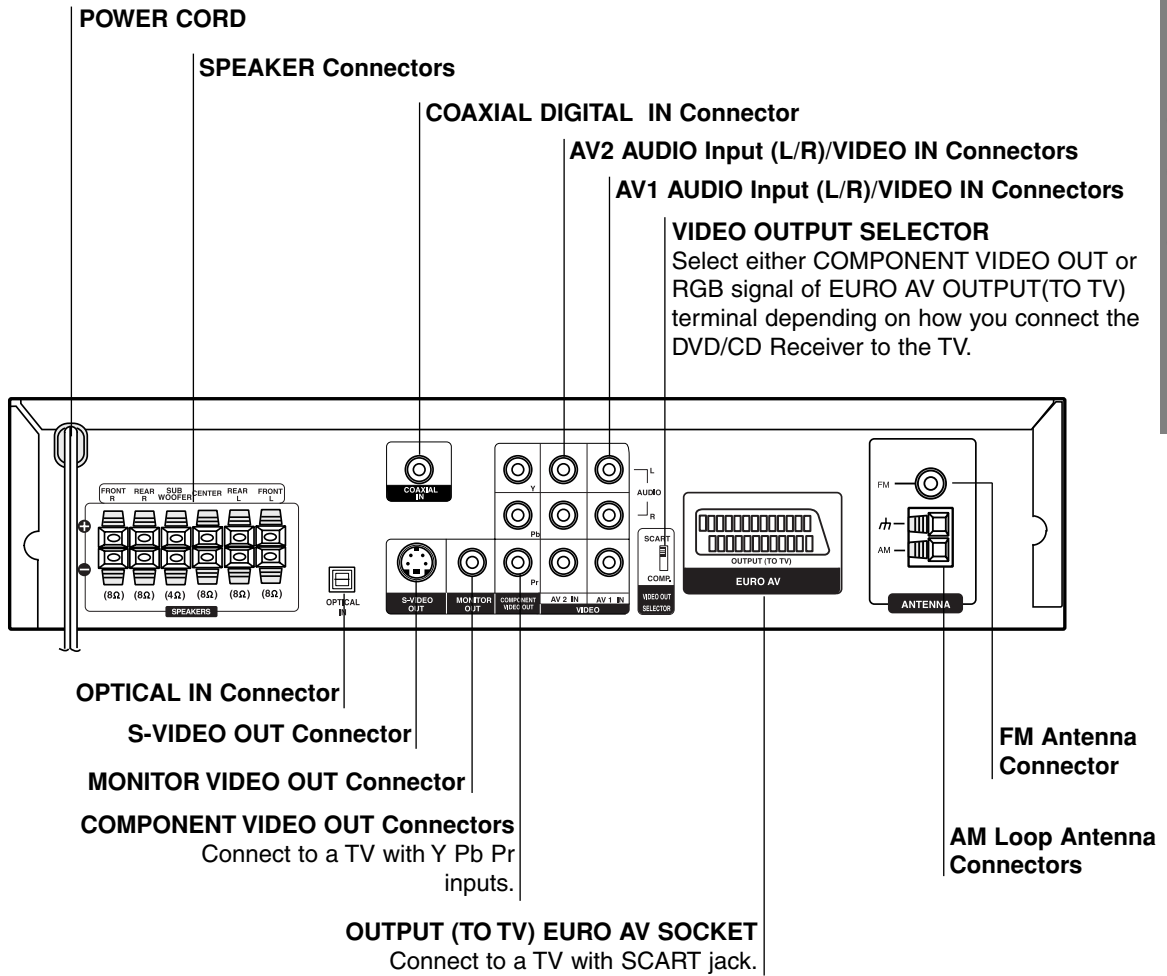 POWER CORD
SPEAKER Connectors
COAXIAL DIGITAL IN Connector
AV2 AUDIO Input (L/R)/VIDEO IN Connectors
AV1 AUDIO Input (L/R)/VIDEO IN Connectors
VIDEO OUTPUT SELECTOR
Select either COMPONENT VIDEO OUT or
RGB signal of EURO AV OUTPUT(TO TV)
terminal depending on how you connect the
DVD/CD Receiver to the TV.
FRONT R
REAR R
SUB WOOFER
CENTER
REAR L
FRONT L
+
−
(8Ω) (8Ω) (4Ω) (8Ω) (8Ω) (8Ω)
SPEAKERS
OPTICAL IN
COAXIAL IN
S-VIDEO OUT
MONITOR OUT
Y
Pb
Pr
COMPONENT VIDEO OUT
AV 2 IN
AV 1 IN
VIDEO
L
AUDIO
R
SCART
COMP.
VIDEO OUT SELECTOR
OUTPUT (TO TV)
EURO AV
FM
AM
ANTENNA
OPTICAL IN Connector
S-VIDEO OUT Connector
MONITOR VIDEO OUT Connector
COMPONENT VIDEO OUT Connectors
Connect to a TV with Y Pb Pr
inputs.
OUTPUT (TO TV) EURO AV SOCKET
Connect to a TV with SCART jack.
FM Antenna
Connector
AM Loop Antenna
Connectors